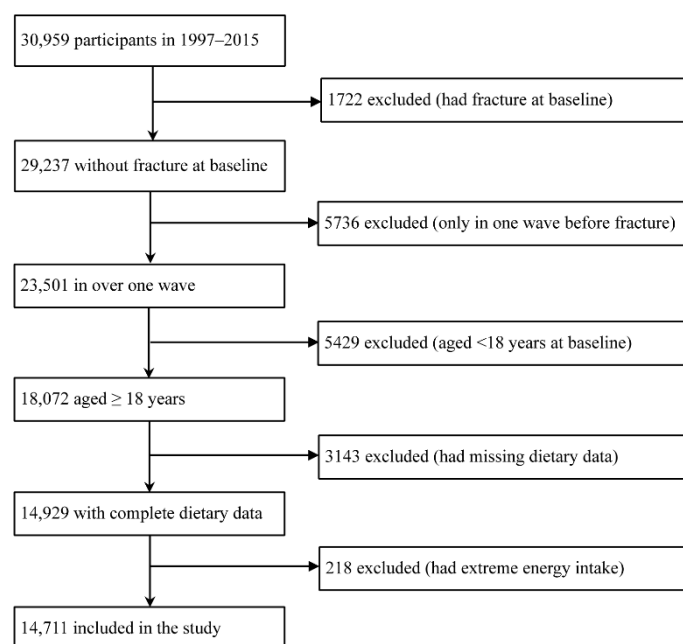 30,959 participants in 1997–2015
1722 excluded (had fracture at baseline)
29,237 without fracture at baseline
5736 excluded (only in one wave before fracture)
23,501 in over one wave
5429 excluded (aged <18 years at baseline)
18,072 aged ≥ 18 years
3143 excluded (had missing dietary data)
14,929 with complete dietary data
218 excluded (had extreme energy intake)
14,711 included in the study